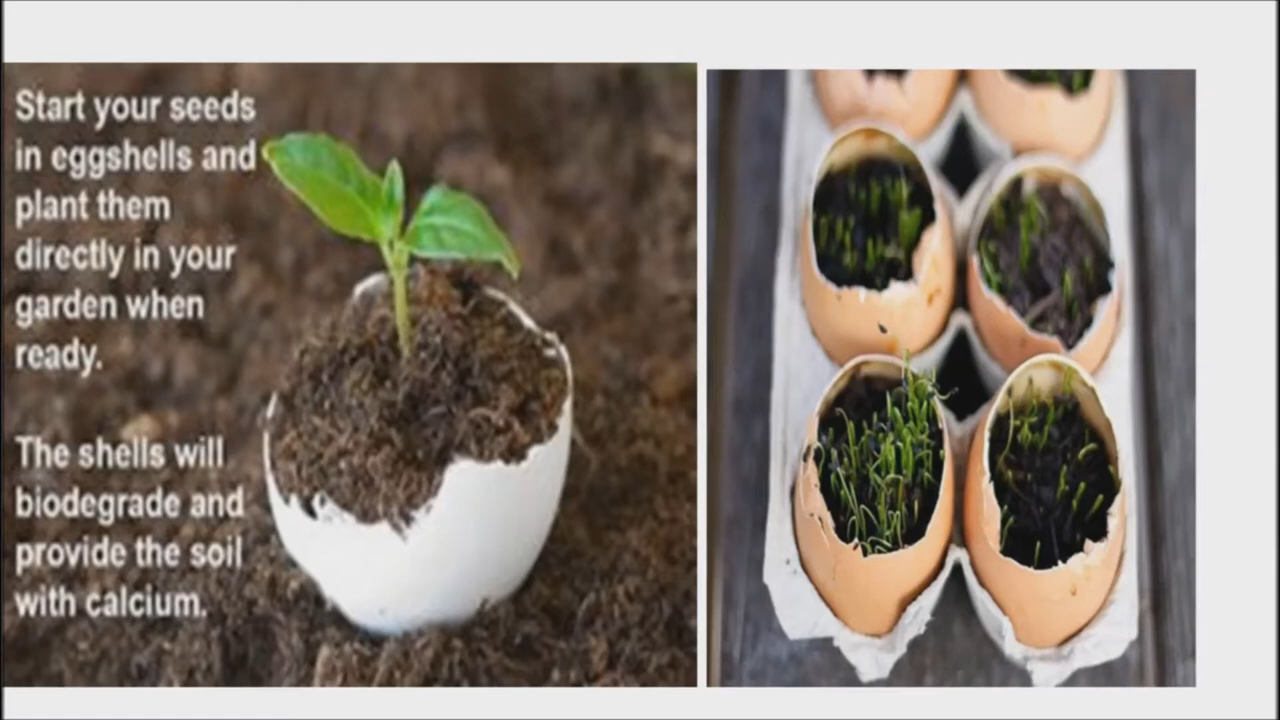 Start your seeds
in eggshells and
plant them
directly in your
garden when
ready.
The shells will
biodegrade and
provide the soil
with calcium.